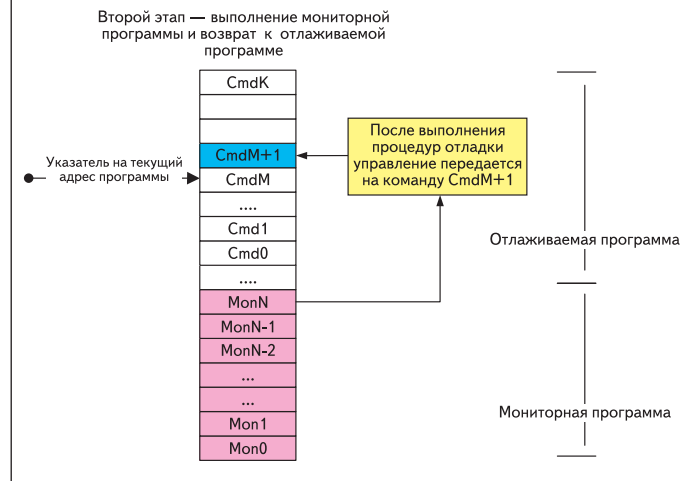 Второй этап — выполнение мониторной
программы и возврат к отлаживаемой
программе
CmdK
CmdM+1
Указатель на текущий
адрес программы
CmdM
....
Cmd1
Cmd0
....
MonN
MonN-1
MonN-2
...
...
Mon1
Mon0
После выполнения
процедур отладки
управление передается
на команду CmdM+1
Отлаживаемая программа
Мониторная программа